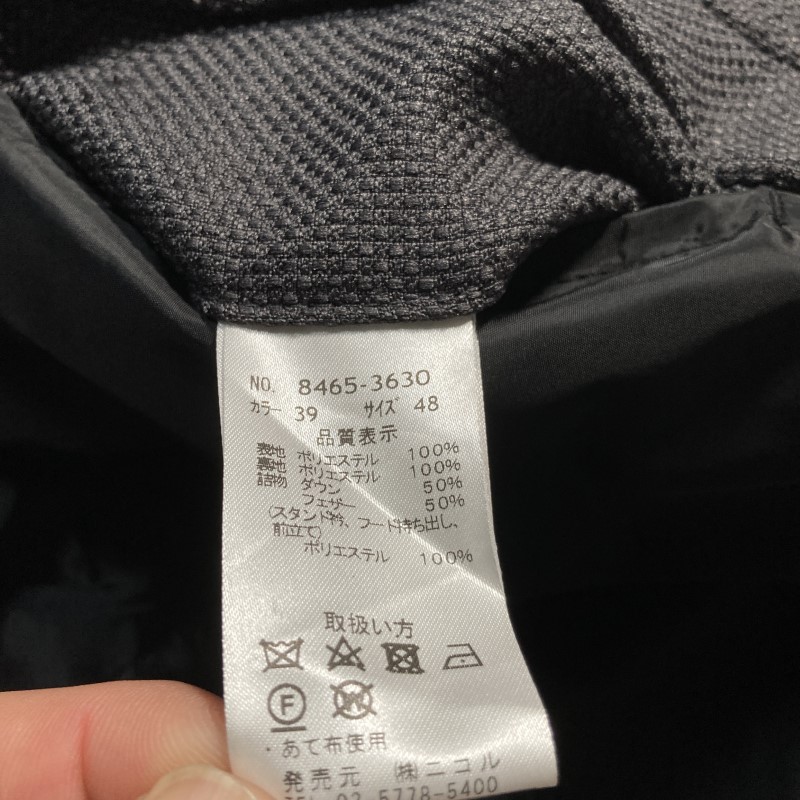 NO. 8465-3630
カラー 39 サイズ 48
品質表示
表地 ポリエステル 100%
裏地 ポリエステル 100%
詰物 ダウン 50%
フェザー 50%
(スタンド衿、フード持ち出し、
前立て)
ポリエステル 100%
取扱い方
F W
・あて布使用
発売元 (株)ニコル
TEL 03-5778-5400